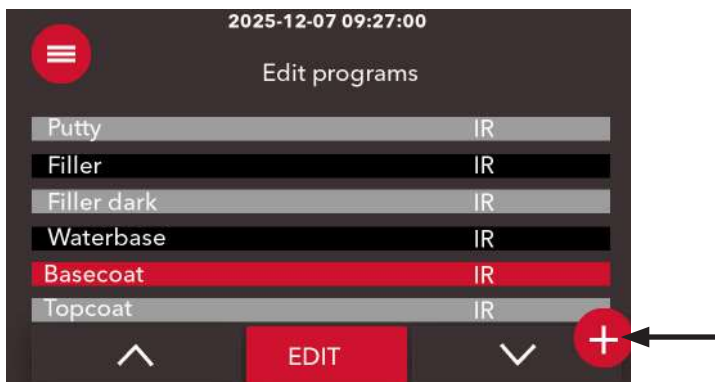 2025-12-07 09:27:00
Edit programs
Putty IR
Filler IR
Filler dark IR
Waterbase IR
Basecoat IR
Topcoat IR
EDIT +